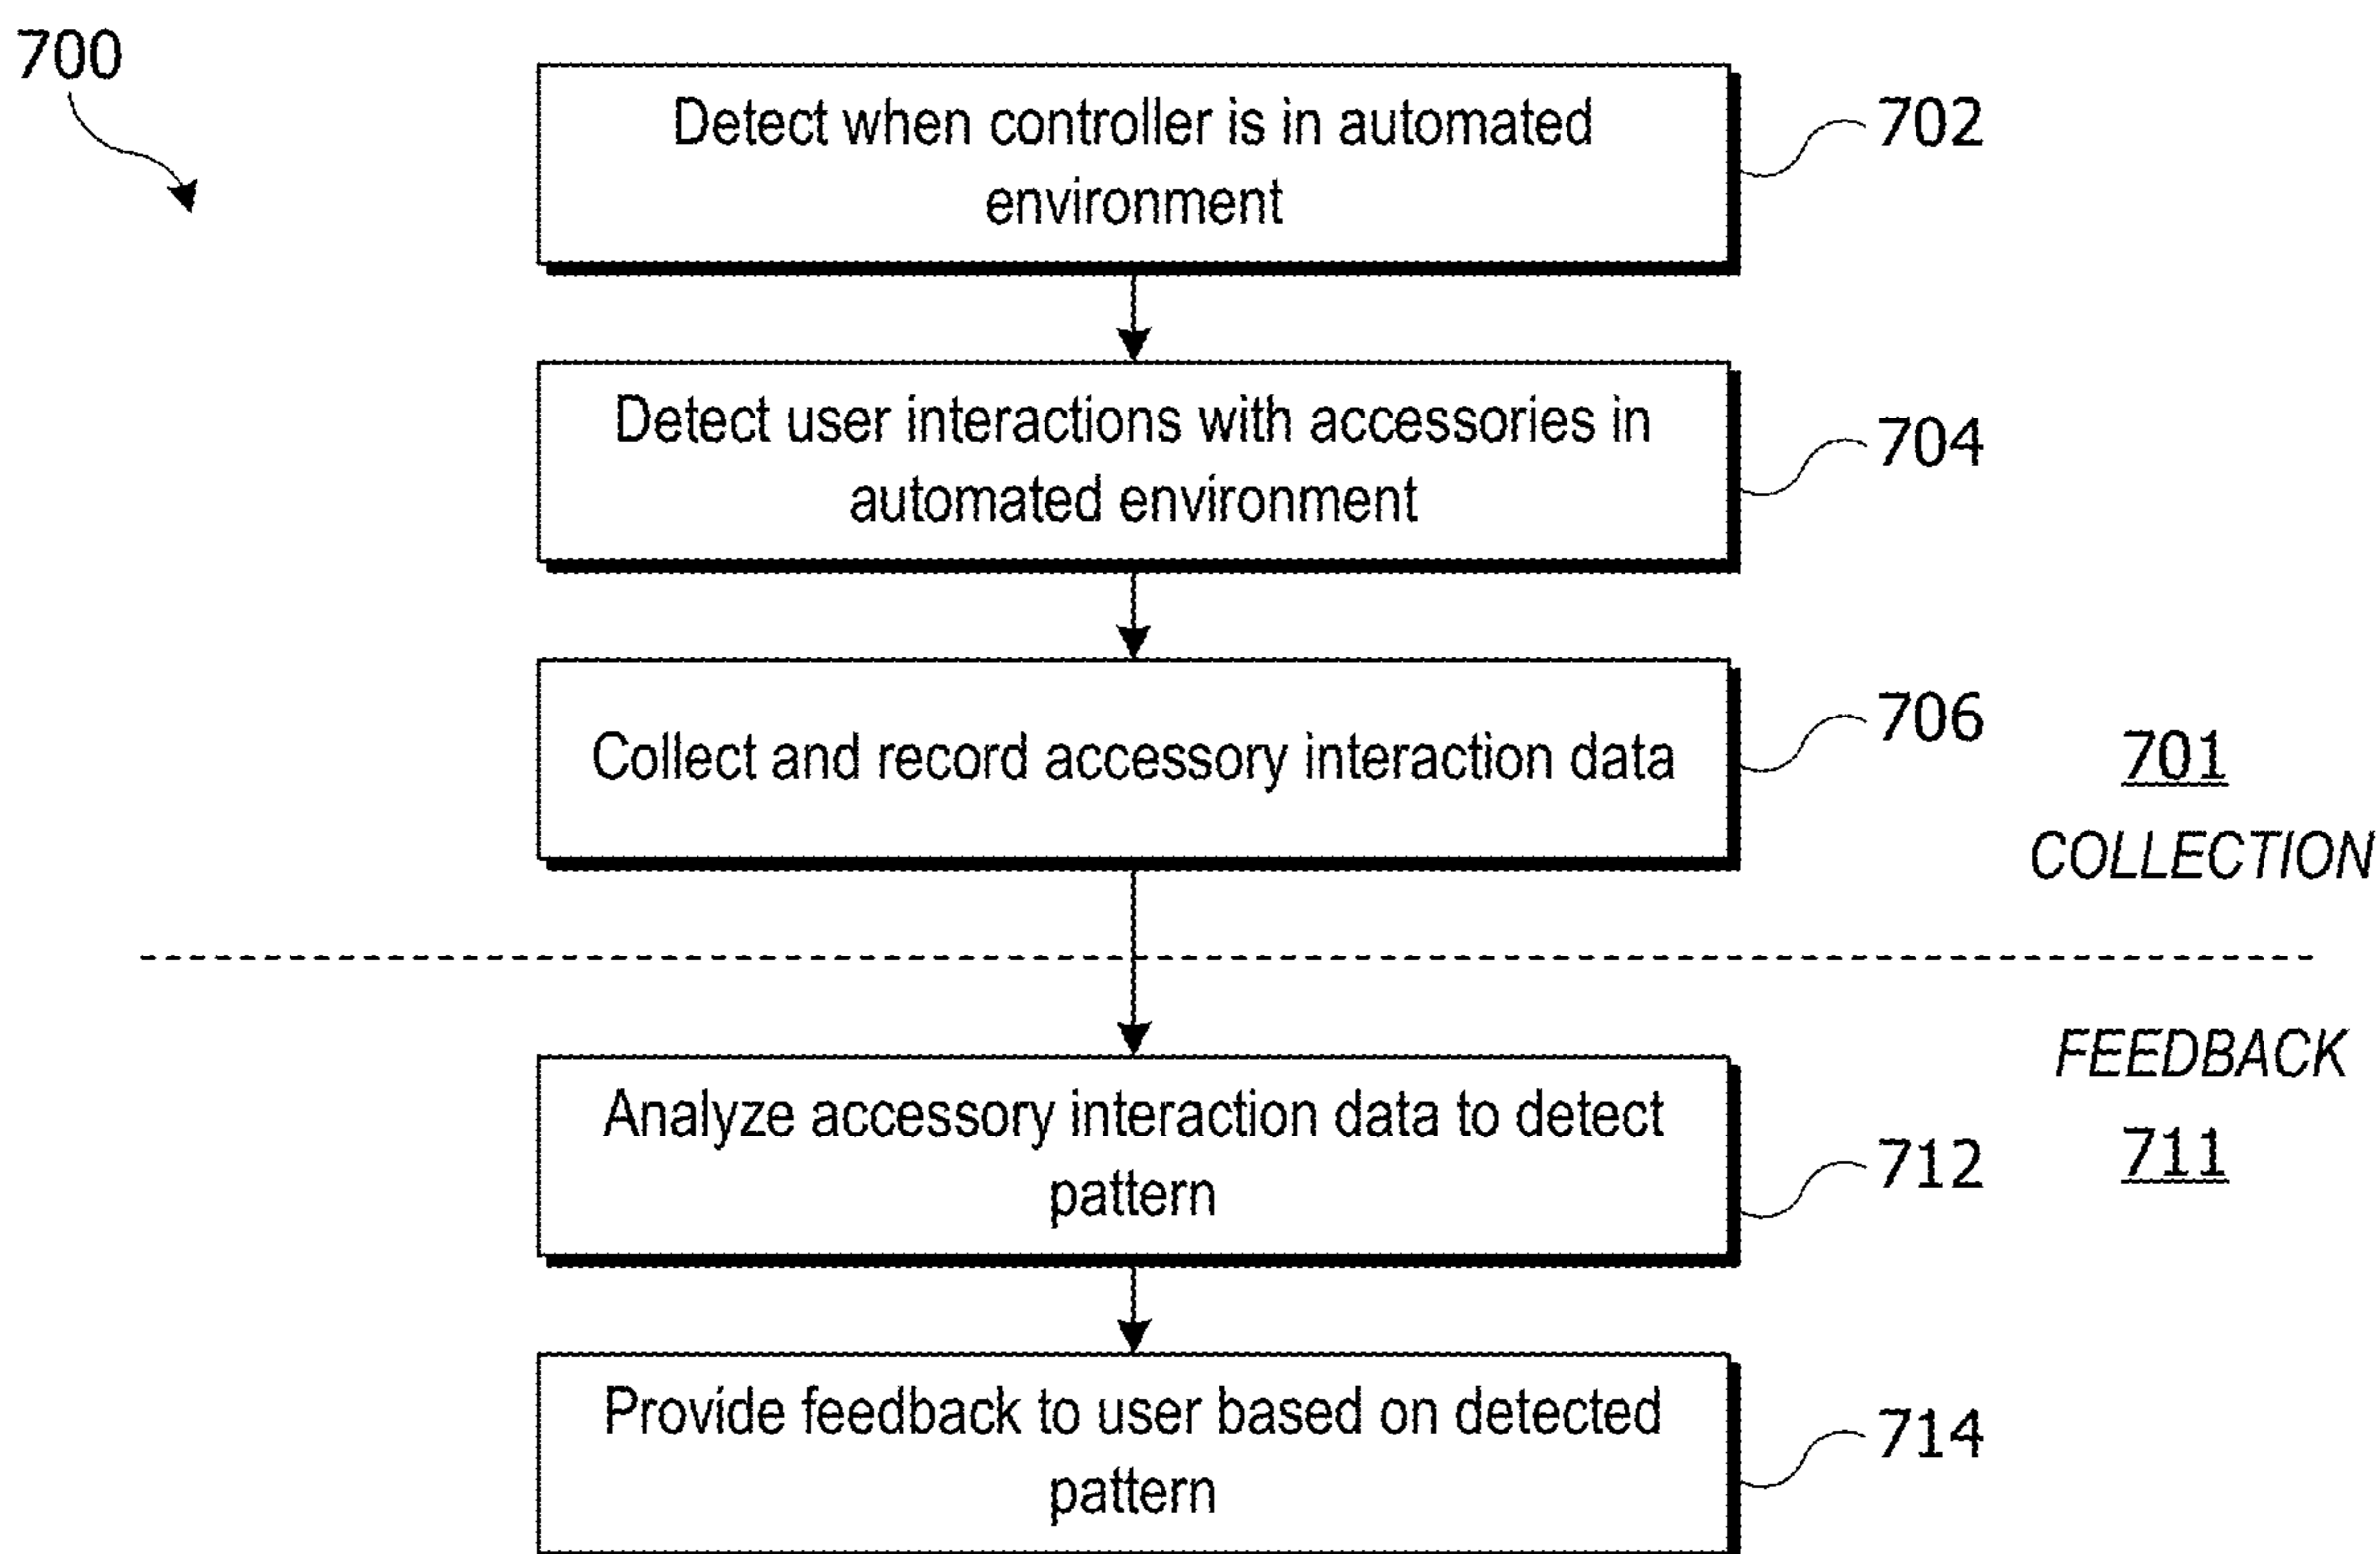 700
Detect when controller is in automated
environment
702
Detect user interactions with accessories in
automated environment
704
Collect and record accessory interaction data
706
701
COLLECTION
FEEDBACK
711
Analyze accessory interaction data to detect
pattern
712
Provide feedback to user based on detected
pattern
714